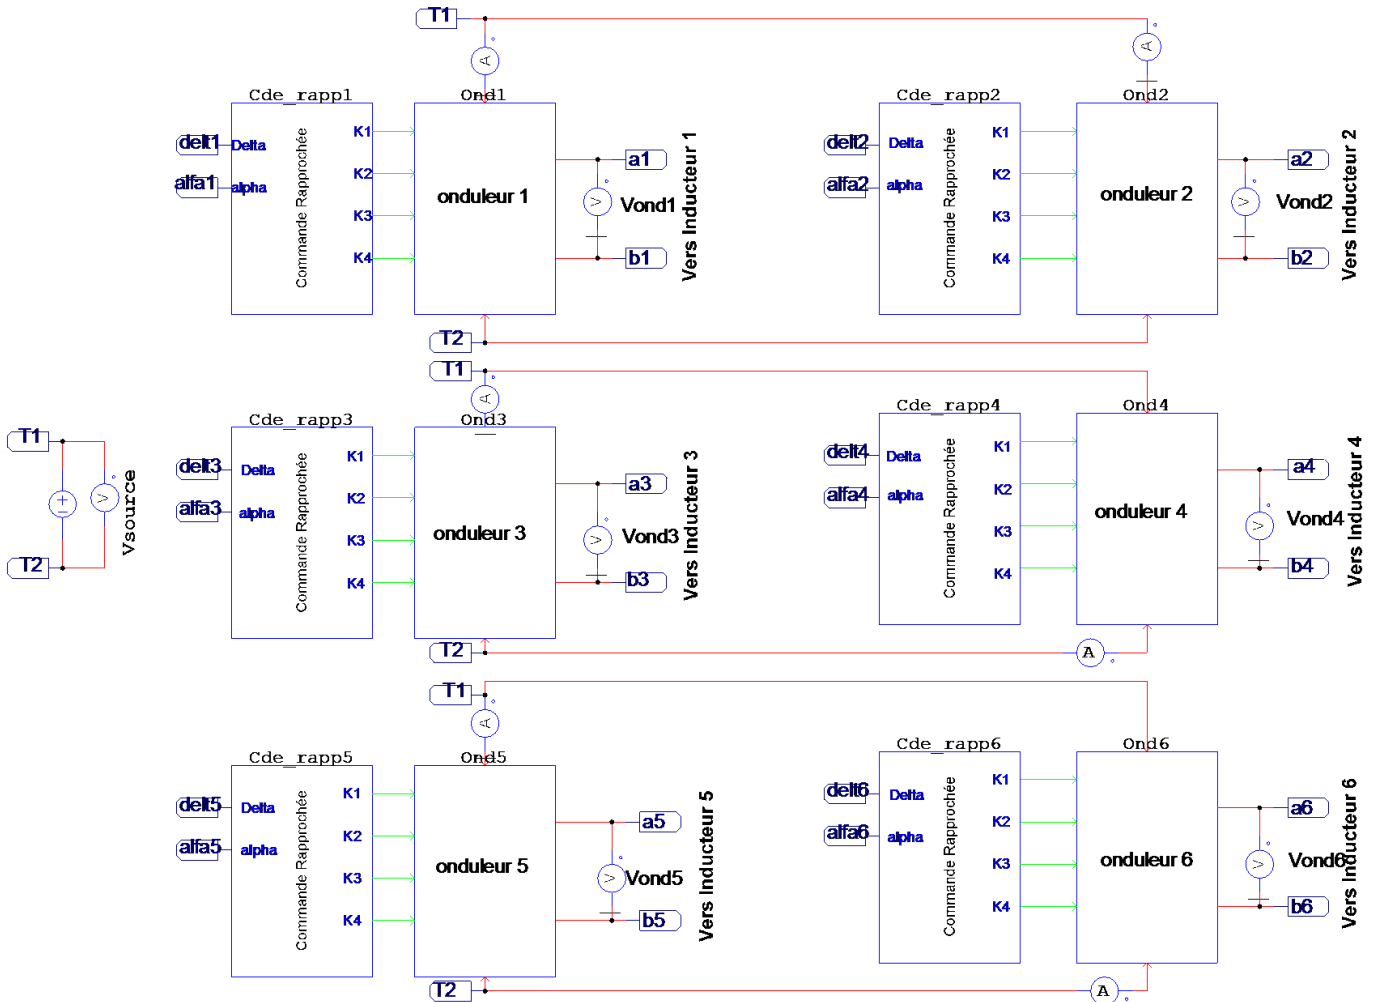 T1
A
A
Cde_rapp1
Ond1
Cde_rapp2
Ond2
delt1
Delta
alfa1
alpha
Commande Rapprochée
K1
K2
K3
K4
onduleur 1
a1
V
Vond1
b1
Vers Inducteur 1
delt2
Delta
alfa2
alpha
Commande Rapprochée
K1
K2
K3
K4
onduleur 2
a2
V
Vond2
b2
Vers Inducteur 2
T2
T1
A
Cde_rapp3
Ond3
Cde_rapp4
Ond4
T1
V
Vsource
T2
delt3
Delta
alfa3
alpha
Commande Rapprochée
K1
K2
K3
K4
onduleur 3
a3
V
Vond3
b3
Vers Inducteur 3
delt4
Delta
alfa4
alpha
Commande Rapprochée
K1
K2
K3
K4
onduleur 4
a4
V
Vond4
b4
Vers Inducteur 4
T2
A
T1
A
Cde_rapp5
Ond5
Cde_rapp6
Ond6
delt5
Delta
alfa5
alpha
Commande Rapprochée
K1
K2
K3
K4
onduleur 5
a5
V
Vond5
b5
Vers Inducteur 5
delt6
Delta
alfa6
alpha
Commande Rapprochée
K1
K2
K3
K4
onduleur 6
a6
V
Vond6
b6
Vers Inducteur 6
T2
A